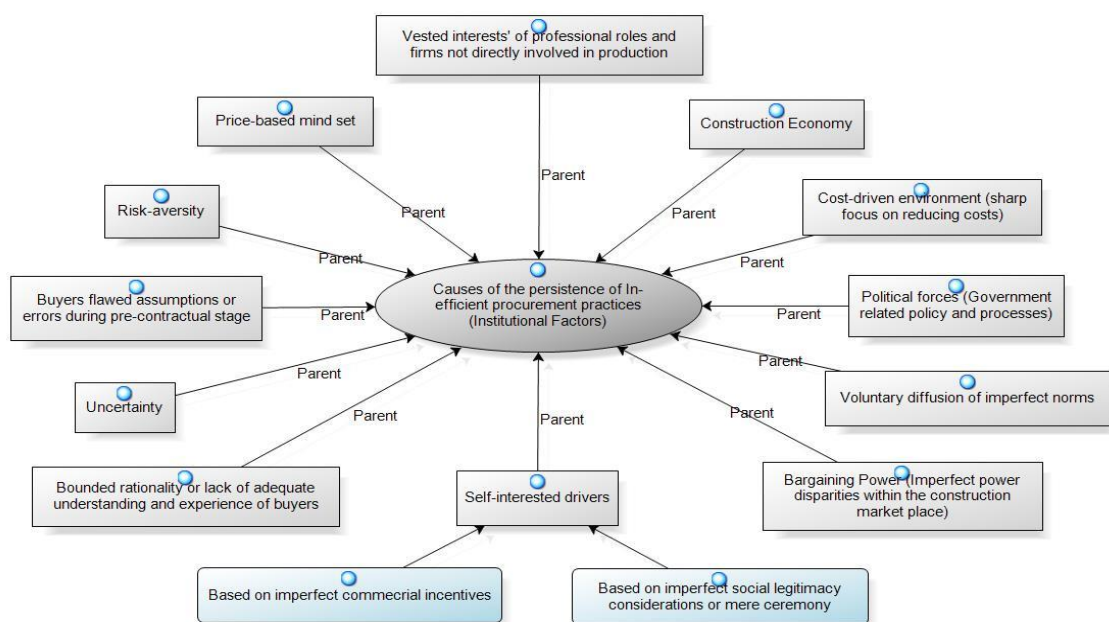 Vested interests' of professional roles and
firms not directly involved in production
Price-based mind set
Construction Economy
Parent
Parent
Parent
Risk-aversity
Cost-driven environment (sharp
focus on reducing costs)
Parent
Parent
Buyers flawed assumptions or
errors during pre-contractual stage
Parent
Causes of the persistence of In-
efficient procurement practices
(Institutional Factors)
Parent
Political forces (Government
related policy and processes)
Uncertainty
Parent
Parent
Voluntary diffusion of imperfect norms
Parent
Parent
Parent
Bounded rationality or lack of adequate
understanding and experience of buyers
Self-interested drivers
Bargaining Power (Imperfect power
disparities within the construction
market place)
Based on imperfect commecrial incentives
Based on imperfect social legitimacy
considerations or mere ceremony